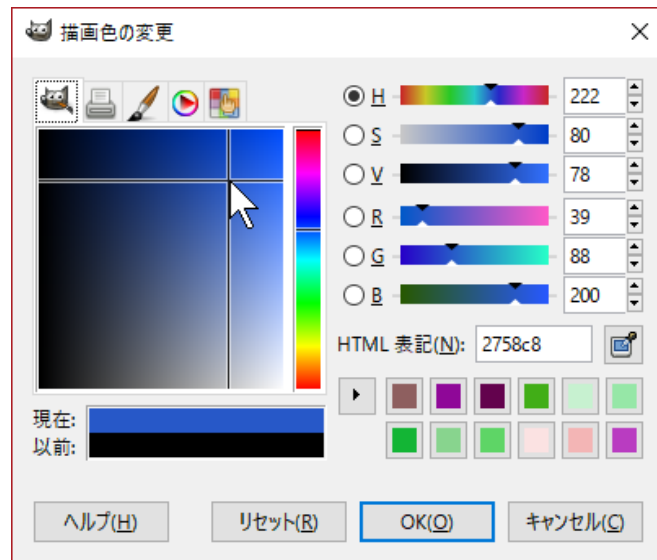 描画色の変更
H 222
S 80
V 78
R 39
G 88
B 200
HTML 表記(N): 2758c8
現在:
以前:
ヘルプ(H) リセット(R) OK(O) キャンセル(C)